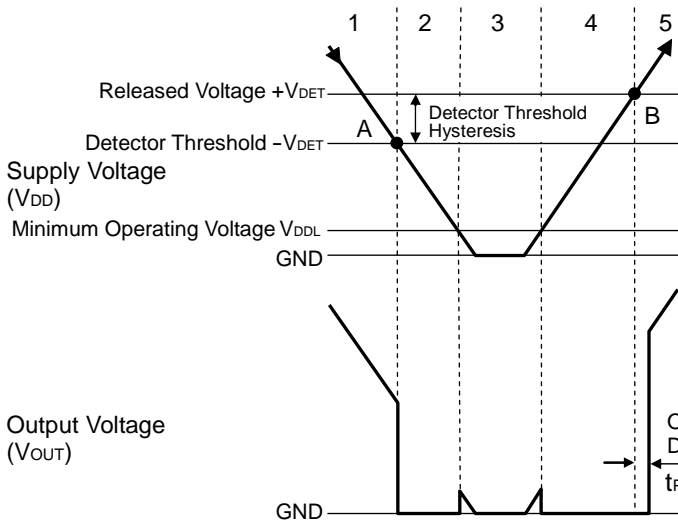 1 2 3 4 5
Released Voltage +VDET
Detector Threshold
Hysteresis
A
B
Detector Threshold –VDET
Supply Voltage
(VDD)
Minimum Operating Voltage VDDL
GND
Output Voltage
(VOUT)
GND